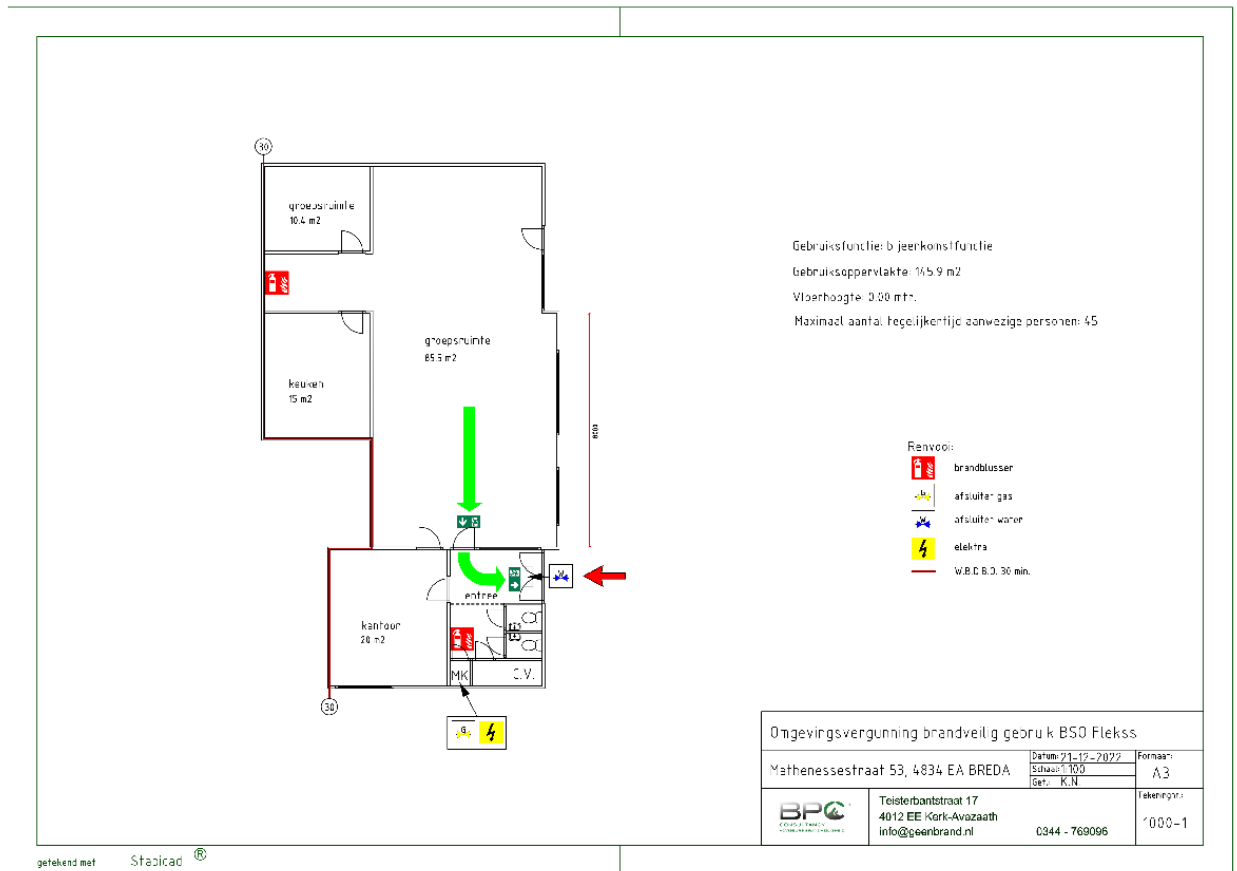 30
groepsruimte
10.4 m2
groepsruimte
keuken
15 m2
8000
entree
kantoor
20 m2
MK
C.V.
W
G
30
Gebruiksfunctie: bijeenkomstfunctie
Gebruiksoppervlakte: 145.9 m2
Vloerhoogte: 0.00 mtr.
Maximaal aantal tegelijkertijd aanwezige personen: 45
Renvooi:
brandblusser
afsluiter gas
afsluiter water
elektra
W.B.D.B.O. 30 min.
Omgevingsvergunning brandveilig gebruik BSO Flekss
Mathenessestraat 53, 4834 EA BREDA
Datum: 21-12-2022
Schaal: 1:100
Get.: K.N.
Formaat:
A3
BPC
CONSULTANCY
Teisterbantstraat 17
4012 EE Kerk-Avezaath
info@geenbrand.nl
0344 - 769096
Tekeningnr.:
1000-1
getekend met Stabicad ®